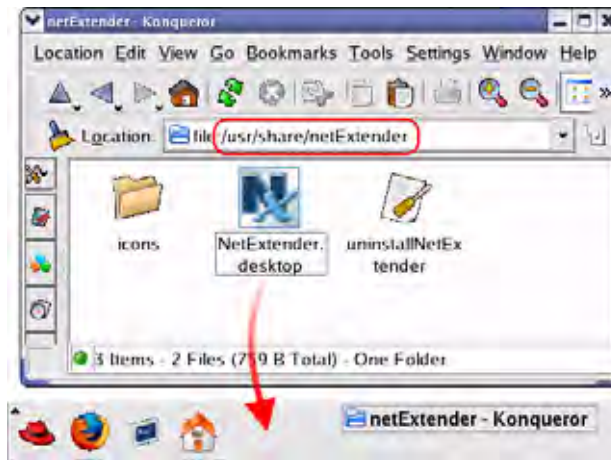 netExtender - Konqueror
Location Edit View Go Bookmarks Tools Settings Window Help
Location: file:/usr/share/netExtender
icons
NetExtender.
desktop
uninstallNetEx
tender
3 Items - 2 Files (759 B Total) - One Folder
netExtender - Konqueror